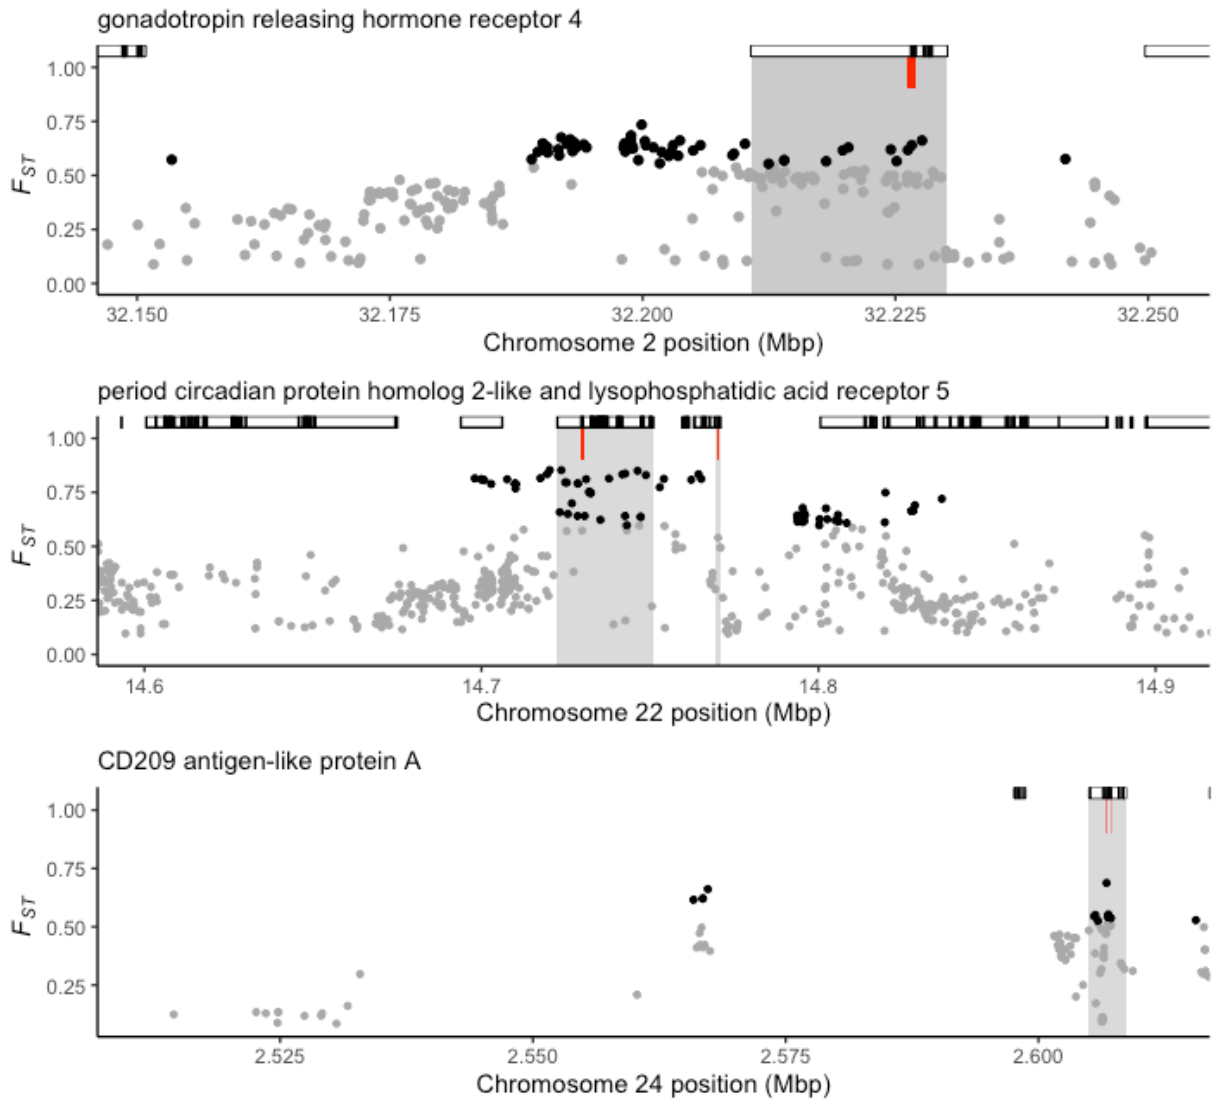 gonadotropin releasing hormone receptor 4
1.00
0.75
0.50
0.25
0.00
FST
32.150 32.175 32.200 32.225 32.250
Chromosome 2 position (Mbp)
period circadian protein homolog 2-like and lysophosphatidic acid receptor 5
1.00
0.75
0.50
0.25
0.00
FST
14.6 14.7 14.8 14.9
Chromosome 22 position (Mbp)
CD209 antigen-like protein A
1.00
0.75
0.50
0.25
FST
2.525 2.550 2.575 2.600
Chromosome 24 position (Mbp)